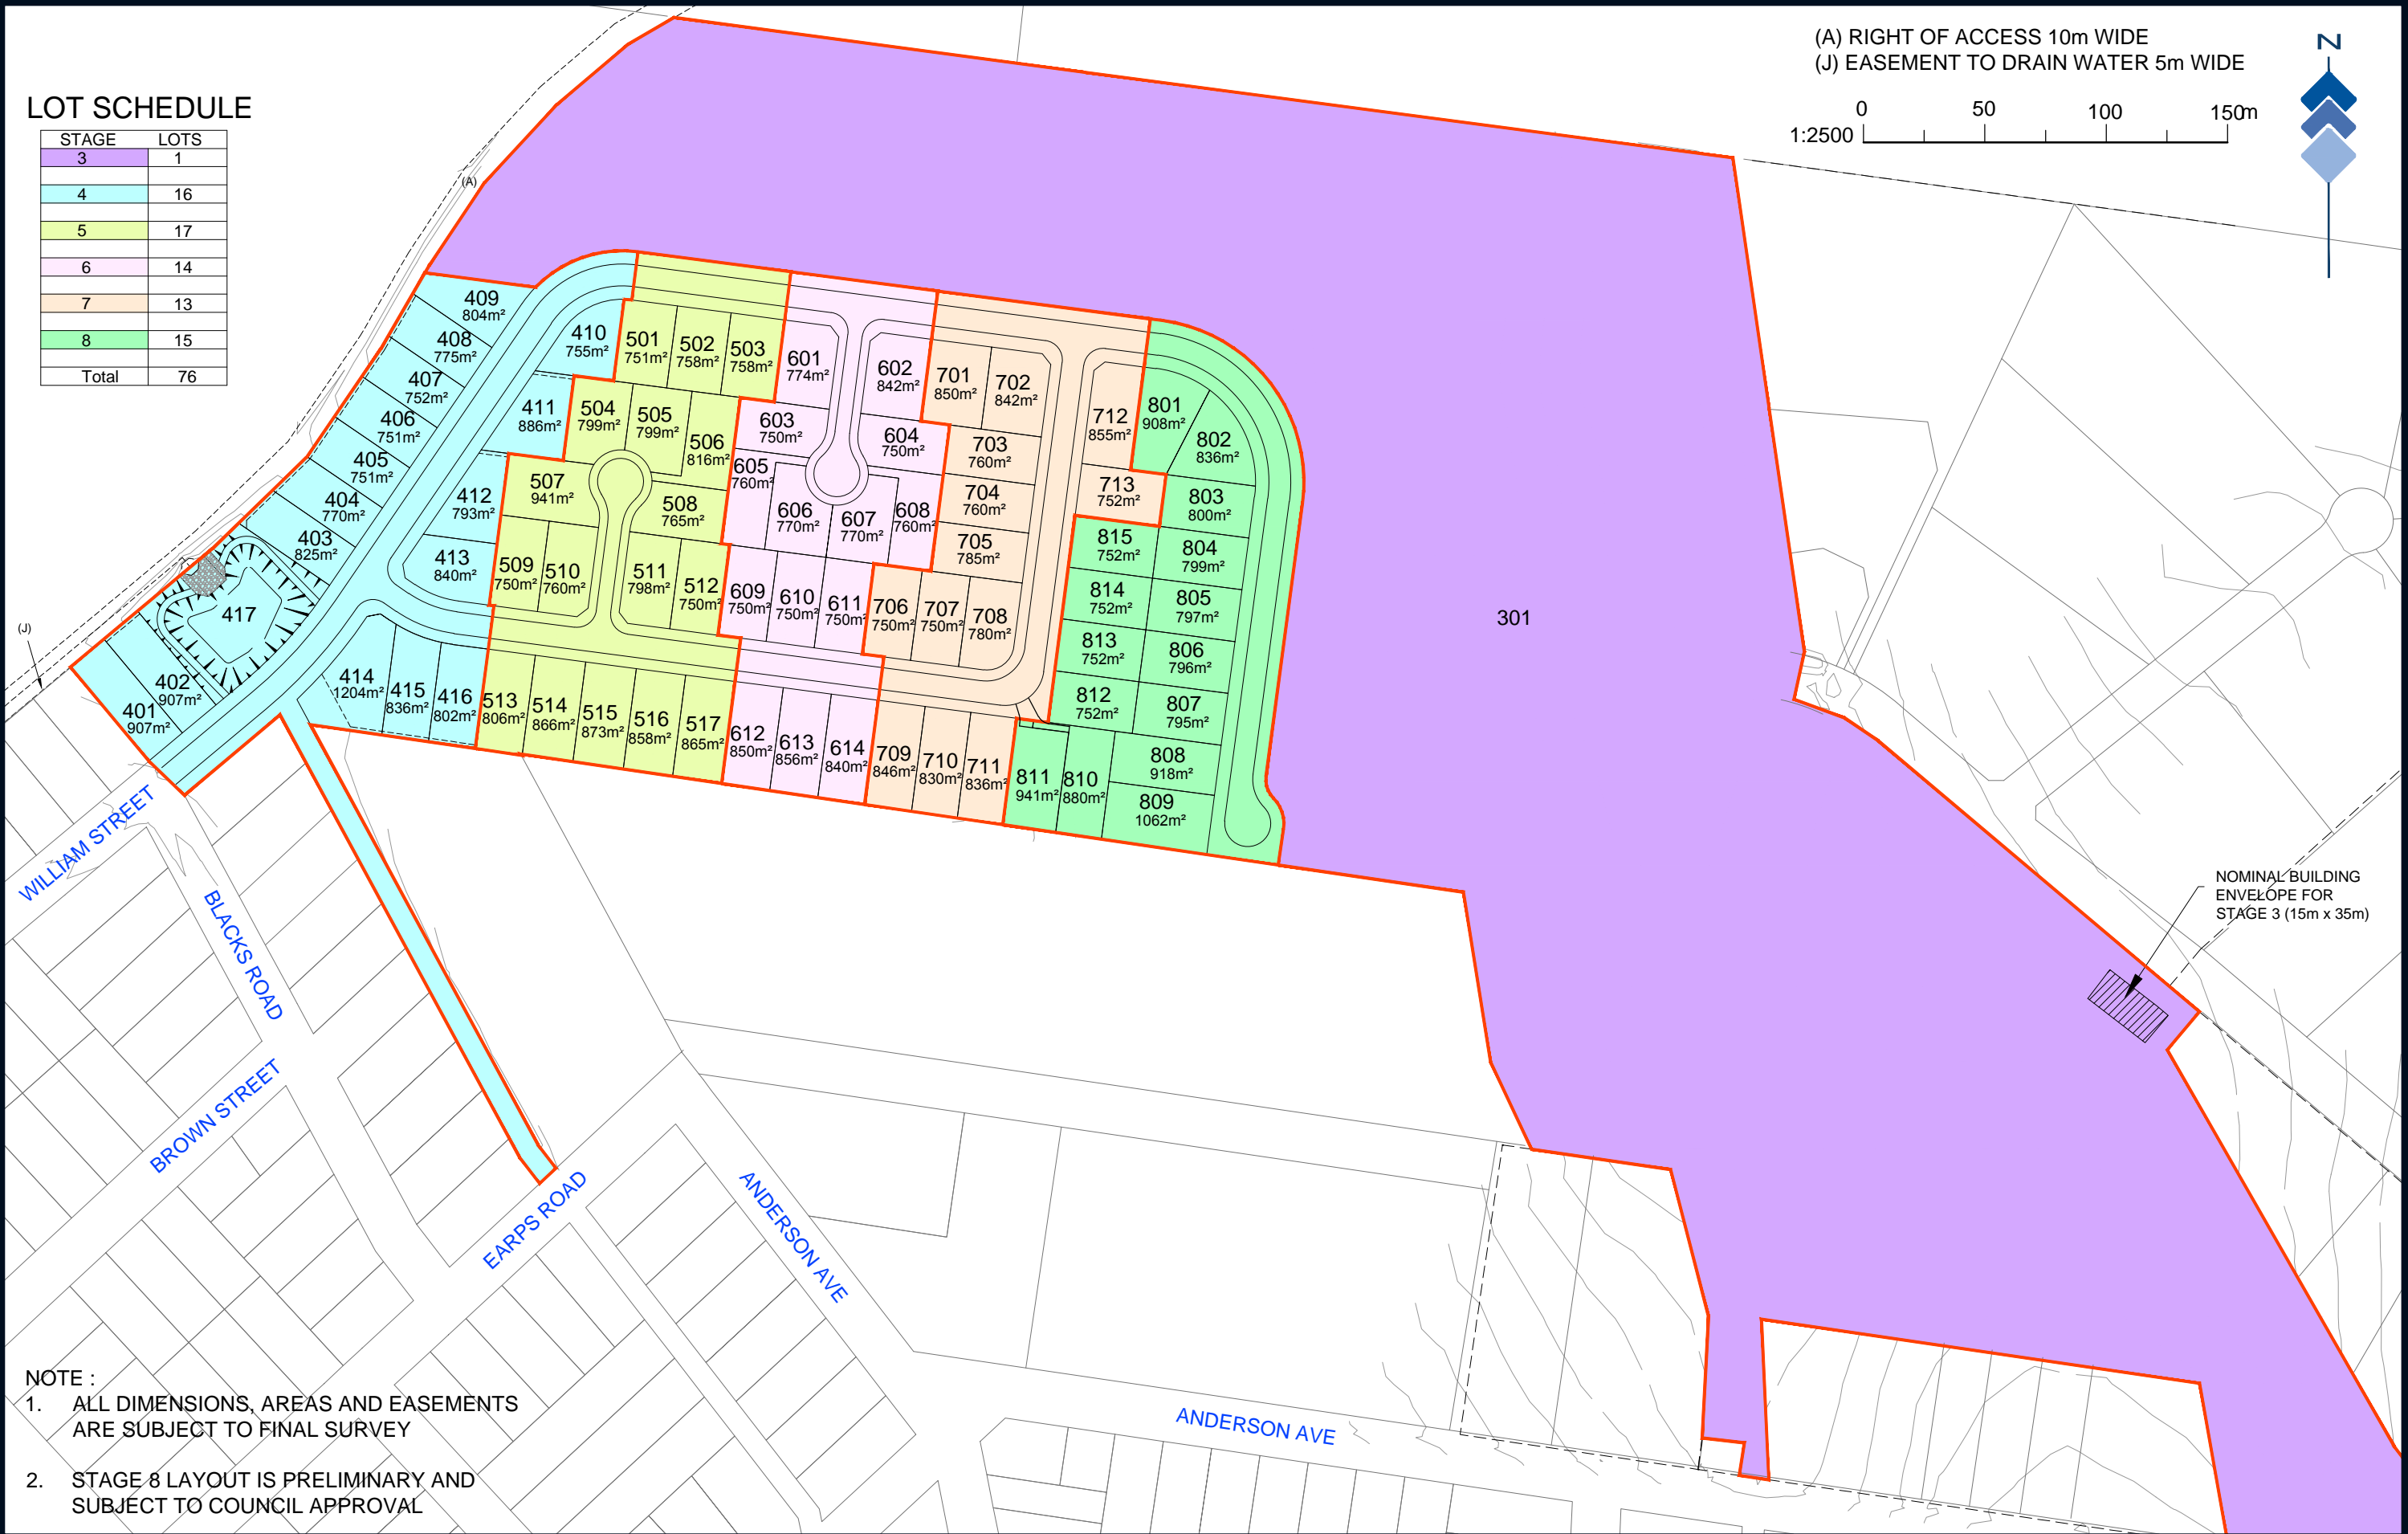 (A) RIGHT OF ACCESS 10m WIDE
(J) EASEMENT TO DRAIN WATER 5m WIDE
N
0 50 100 150m
1:2500
LOT SCHEDULE
STAGE LOTS
3 1
4 16
5 17
6 14
7 13
8 15
Total 76
(A)
(J)
409
804m²
408
775m²
407
752m²
406
751m²
405
751m²
404
770m²
403
825m²
417
402
907m²
401
907m²
410
755m²
411
886m²
412
793m²
413
840m²
414
1204m²
415
836m²
416
802m²
501
751m²
502
758m²
503
758m²
504
799m²
505
799m²
506
816m²
507
941m²
508
765m²
509
750m²
510
760m²
511
798m²
512
750m²
513
806m²
514
866m²
515
873m²
516
858m²
517
865m²
601
774m²
602
842m²
603
750m²
604
750m²
605
760m²
606
770m²
607
770m²
608
760m²
609
750m²
610
750m²
611
750m²
612
850m²
613
856m²
614
840m²
701
850m²
702
842m²
703
760m²
704
760m²
705
785m²
706
750m²
707
750m²
708
780m²
709
846m²
710
830m²
711
836m²
712
855m²
713
752m²
801
908m²
802
836m²
803
800m²
804
799m²
805
797m²
806
796m²
807
795m²
808
918m²
809
1062m²
810
880m²
811
941m²
812
752m²
813
752m²
814
752m²
815
752m²
301
NOMINAL BUILDING
ENVELOPE FOR
STAGE 3 (15m x 35m)
WILLIAM STREET
BLACKS ROAD
BROWN STREET
EARPS ROAD
ANDERSON AVE
ANDERSON AVE
NOTE :
1. ALL DIMENSIONS, AREAS AND EASEMENTS
ARE SUBJECT TO FINAL SURVEY
2. STAGE 8 LAYOUT IS PRELIMINARY AND
SUBJECT TO COUNCIL APPROVAL